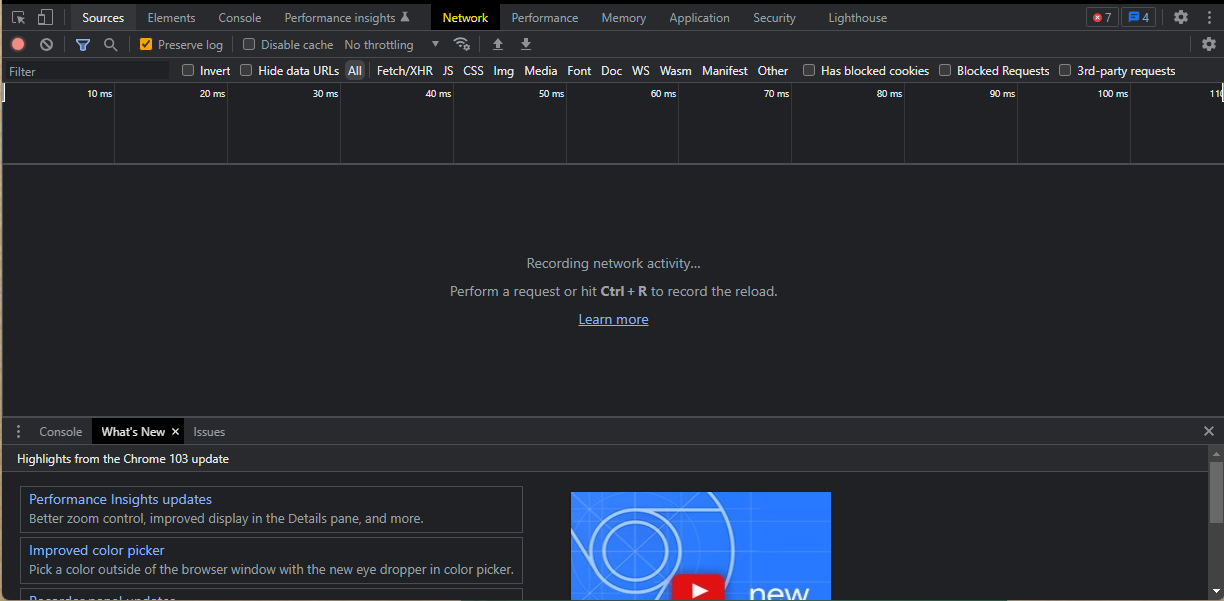 Sources Elements Console Performance insights Network Performance Memory Application Security Lighthouse 7 4
Preserve log Disable cache No throttling
Filter Invert Hide data URLs All Fetch/XHR JS CSS Img Media Font Doc WS Wasm Manifest Other Has blocked cookies Blocked Requests 3rd-party requests
10 ms 20 ms 30 ms 40 ms 50 ms 60 ms 70 ms 80 ms 90 ms 100 ms
Recording network activity...
Perform a request or hit Ctrl + R to record the reload.
Learn more
Console What's New × Issues
Highlights from the Chrome 103 update
Performance Insights updates
Better zoom control, improved display in the Details pane, and more.
Improved color picker
Pick a color outside of the browser window with the new eye dropper in color picker.
Recorder panel updates
new